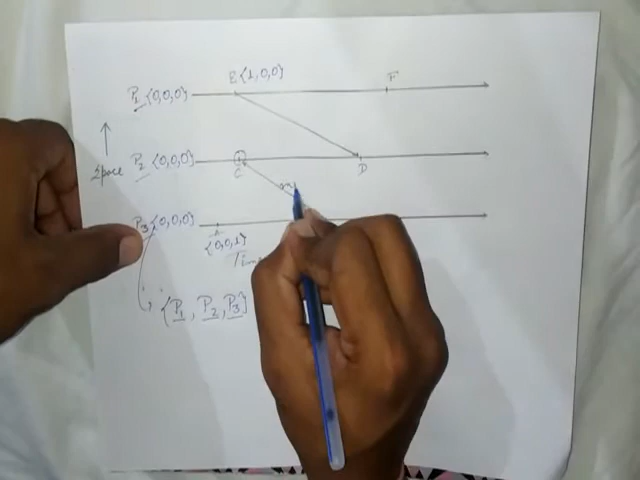 E{1,0,0} F
P1{0,0,0}
P2{0,0,0} C D
Space
m
P3{0,0,0}
{0,0,1}
Time
{P1, P2, P3}